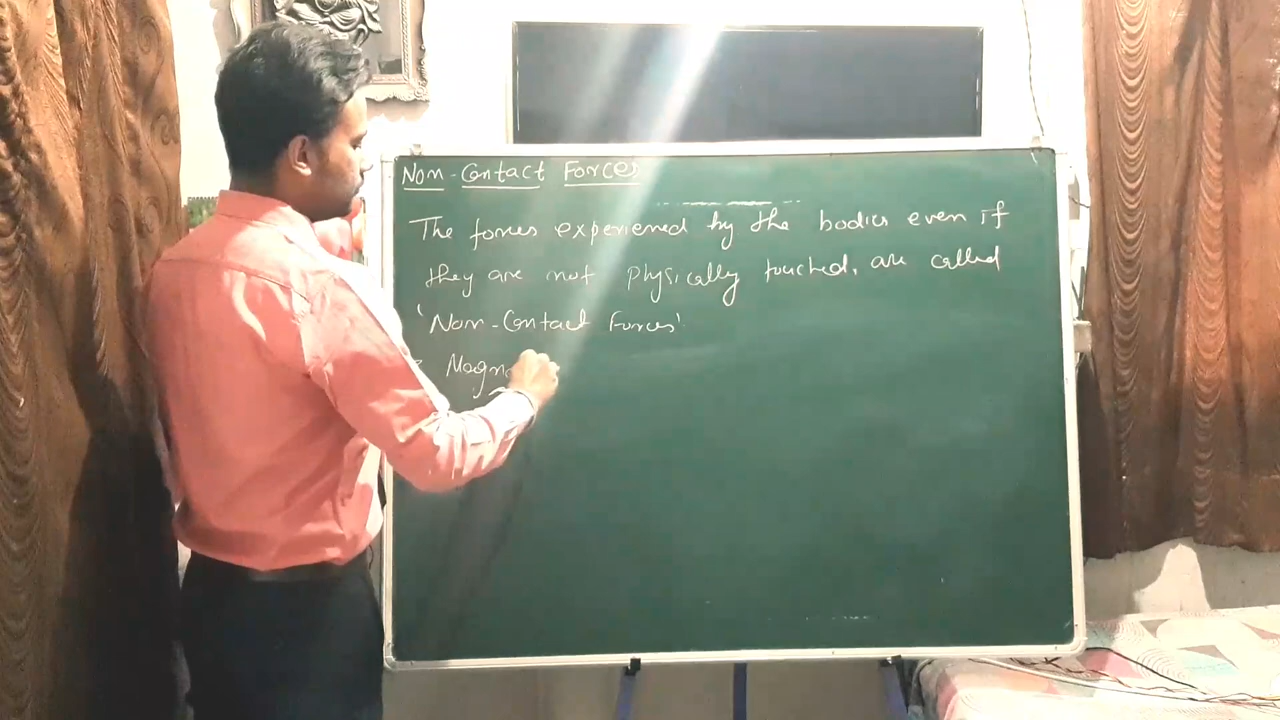 Non-Contact Forces
The forces experienced by the bodies even if
they are not physically touched, are called
'Non-Contact Forces'
Magn